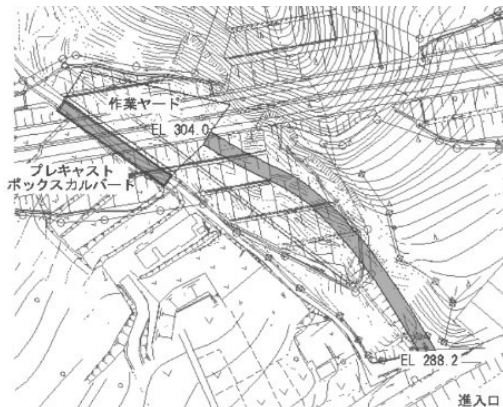 作業ヤード
EL 304.0
プレキャスト
ボックスカルバート
EL 288.2
進入口